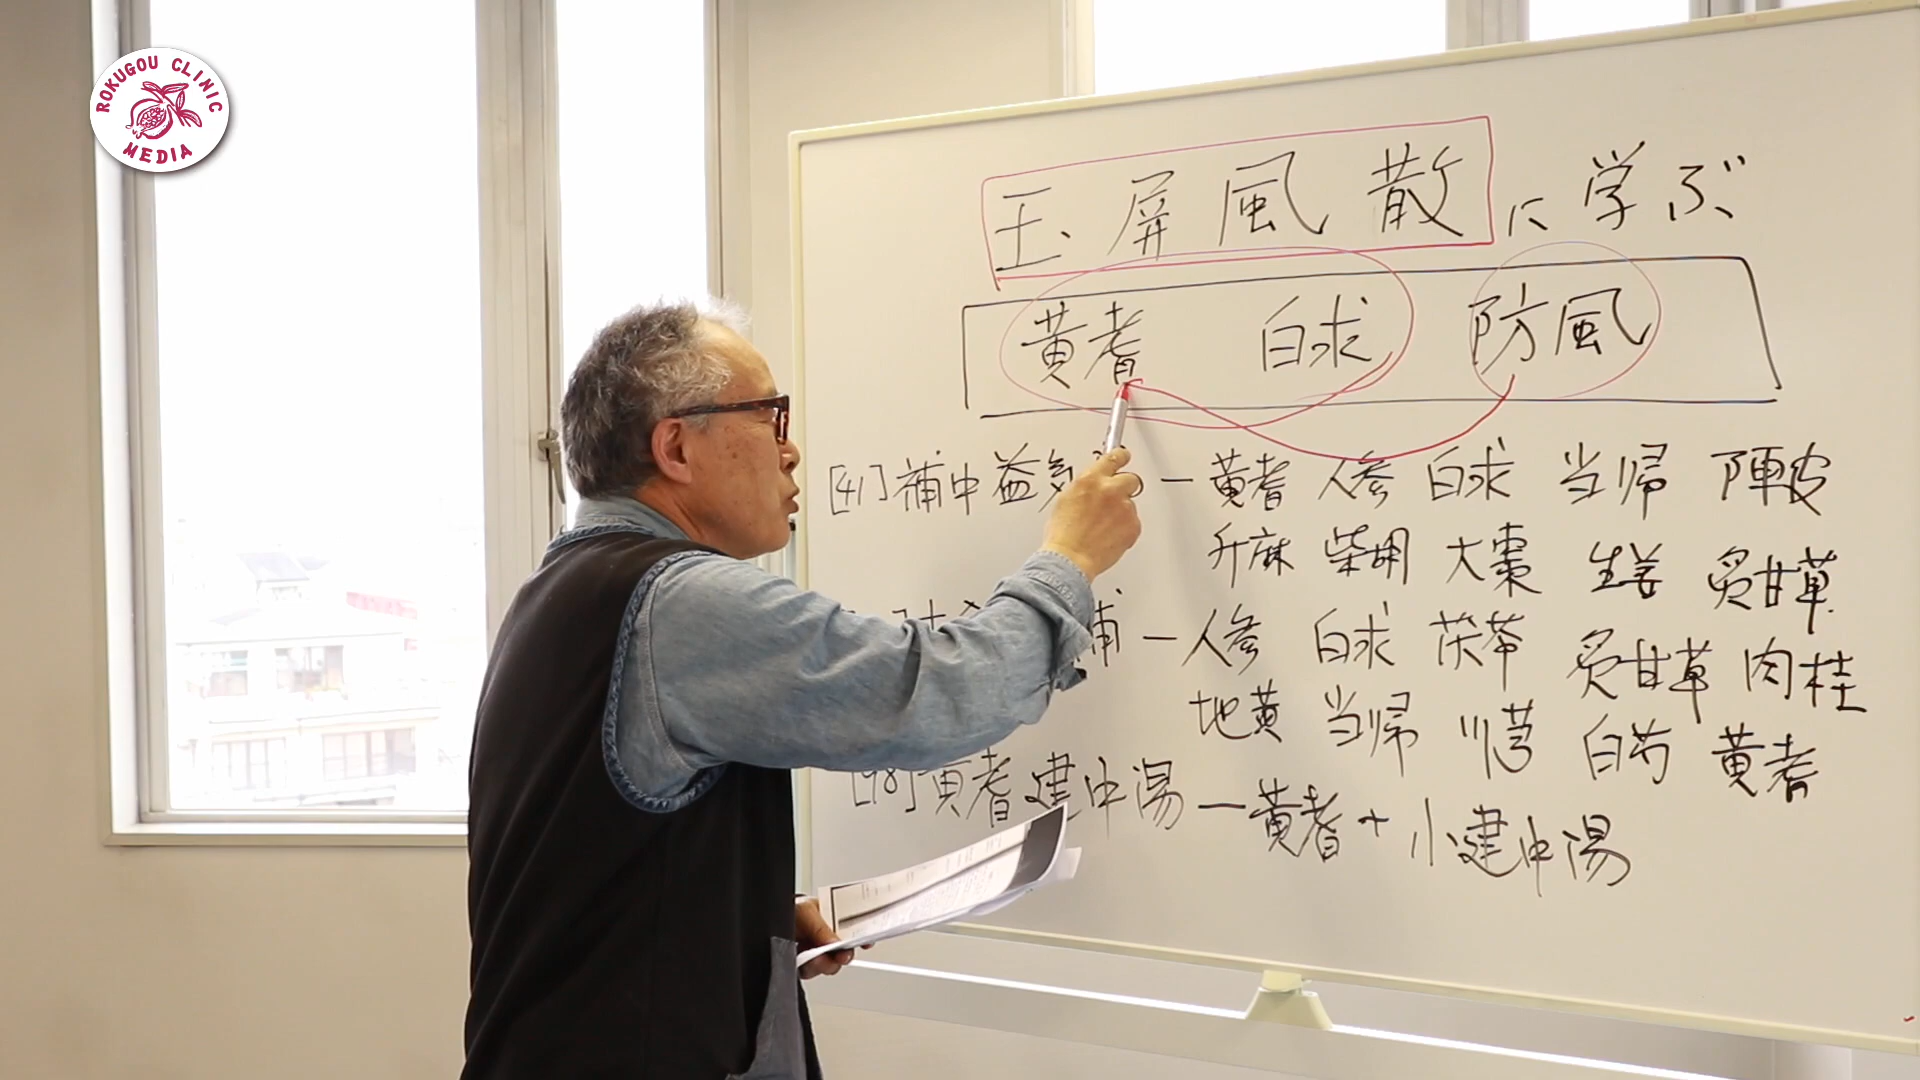 ROKUGOU CLINIC
MEDIA
玉屏風散に学ぶ
黄耆 白朮 防風
[41]補中益気 ー 黄耆 人参 白朮 当帰 陳皮
升麻 柴胡 大棗 生姜 炙甘草
補 ー 人参 白朮 茯苓 炙甘草 肉桂
地黄 当帰 川芎 白芍 黄耆
[98]黄耆建中湯 ー 黄耆 + 小建中湯